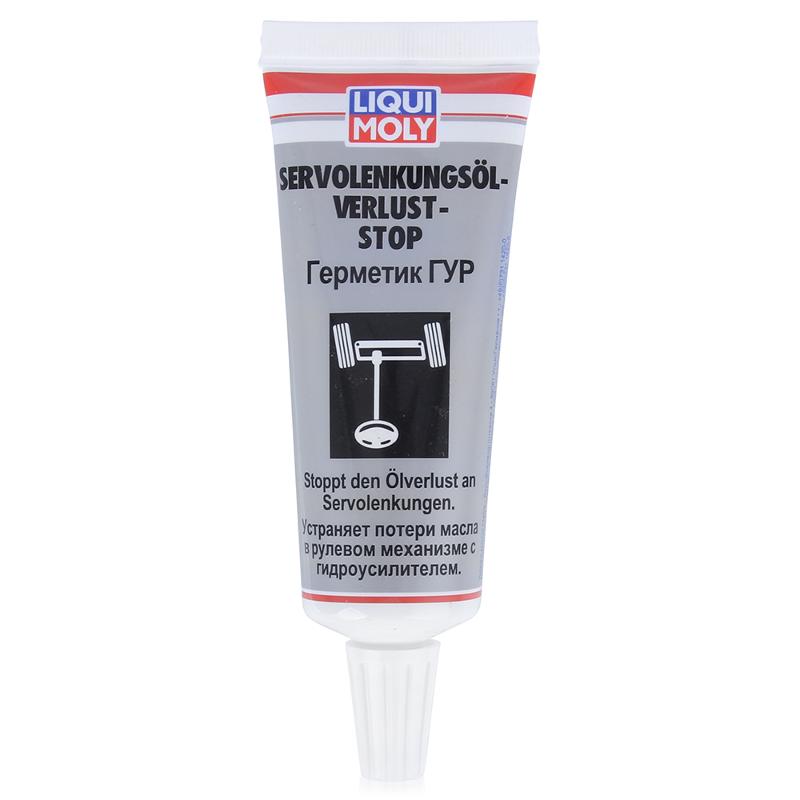 LIQUI
MOLY
SERVOLENKUNGSÖL-
VERLUST-
STOP
Герметик ГУР
Stoppt den Ölverlust an
Servolenkungen.
Устраняет потери масла
в рулевом механизме с
гидроусилителем.